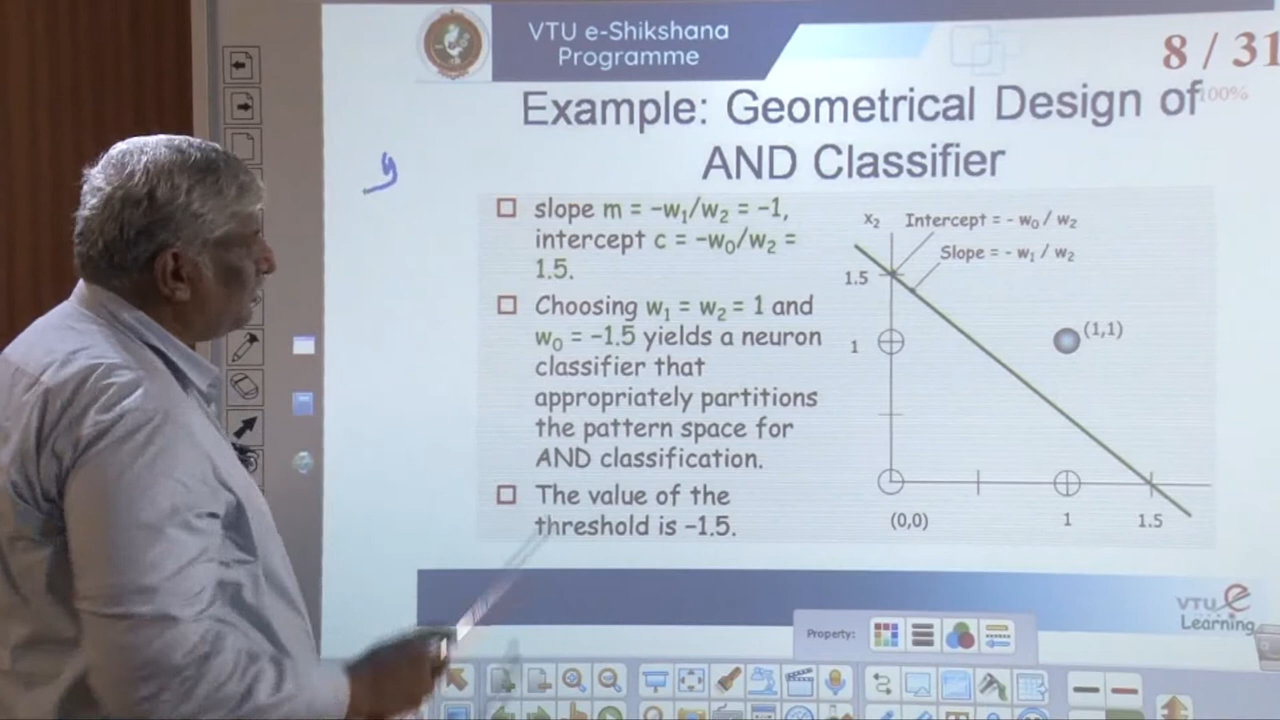 VTU e-Shikshana
Programme
8 / 31
100%
Example: Geometrical Design of
AND Classifier
y
slope m = -w₁/w₂ = -1,
intercept c = -w₀/w₂ =
1.5.
Choosing w₁ = w₂ = 1 and
w₀ = -1.5 yields a neuron
classifier that
appropriately partitions
the pattern space for
AND classification.
The value of the
threshold is -1.5.
x₂
Intercept = - w₀ / w₂
Slope = - w₁ / w₂
1.5
1
(1,1)
(0,0)
1
1.5
VTU e
Learning
Property: